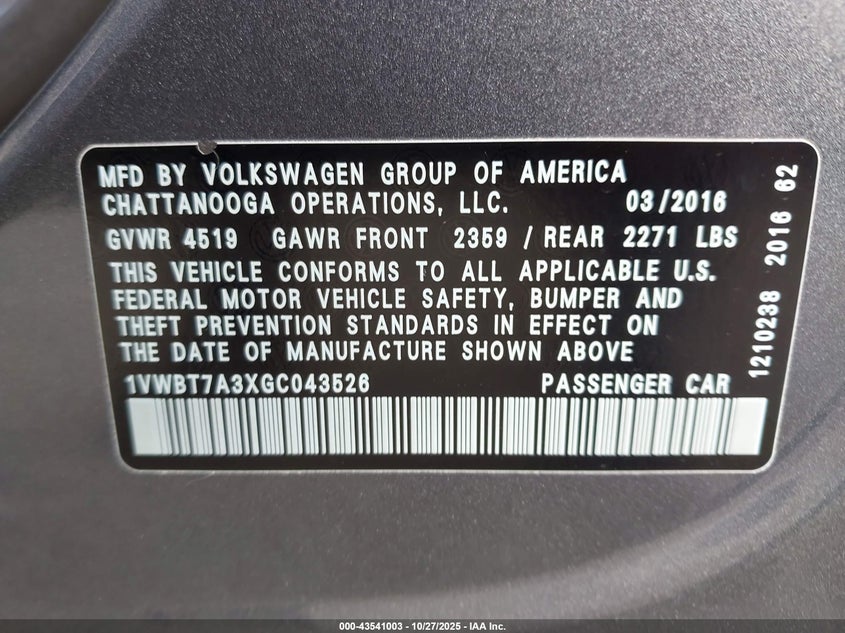 MFD BY VOLKSWAGEN GROUP OF AMERICA
CHATTANOOGA OPERATIONS, LLC. 03/2016
GVWR 4519 GAWR FRONT 2359 / REAR 2271 LBS
THIS VEHICLE CONFORMS TO ALL APPLICABLE U.S.
FEDERAL MOTOR VEHICLE SAFETY, BUMPER AND
THEFT PREVENTION STANDARDS IN EFFECT ON
THE DATE OF MANUFACTURE SHOWN ABOVE
1VWBT7A3XGC043526 PASSENGER CAR
1210238 2016 62
000-43541003 - 10/27/2025 - IAA Inc.